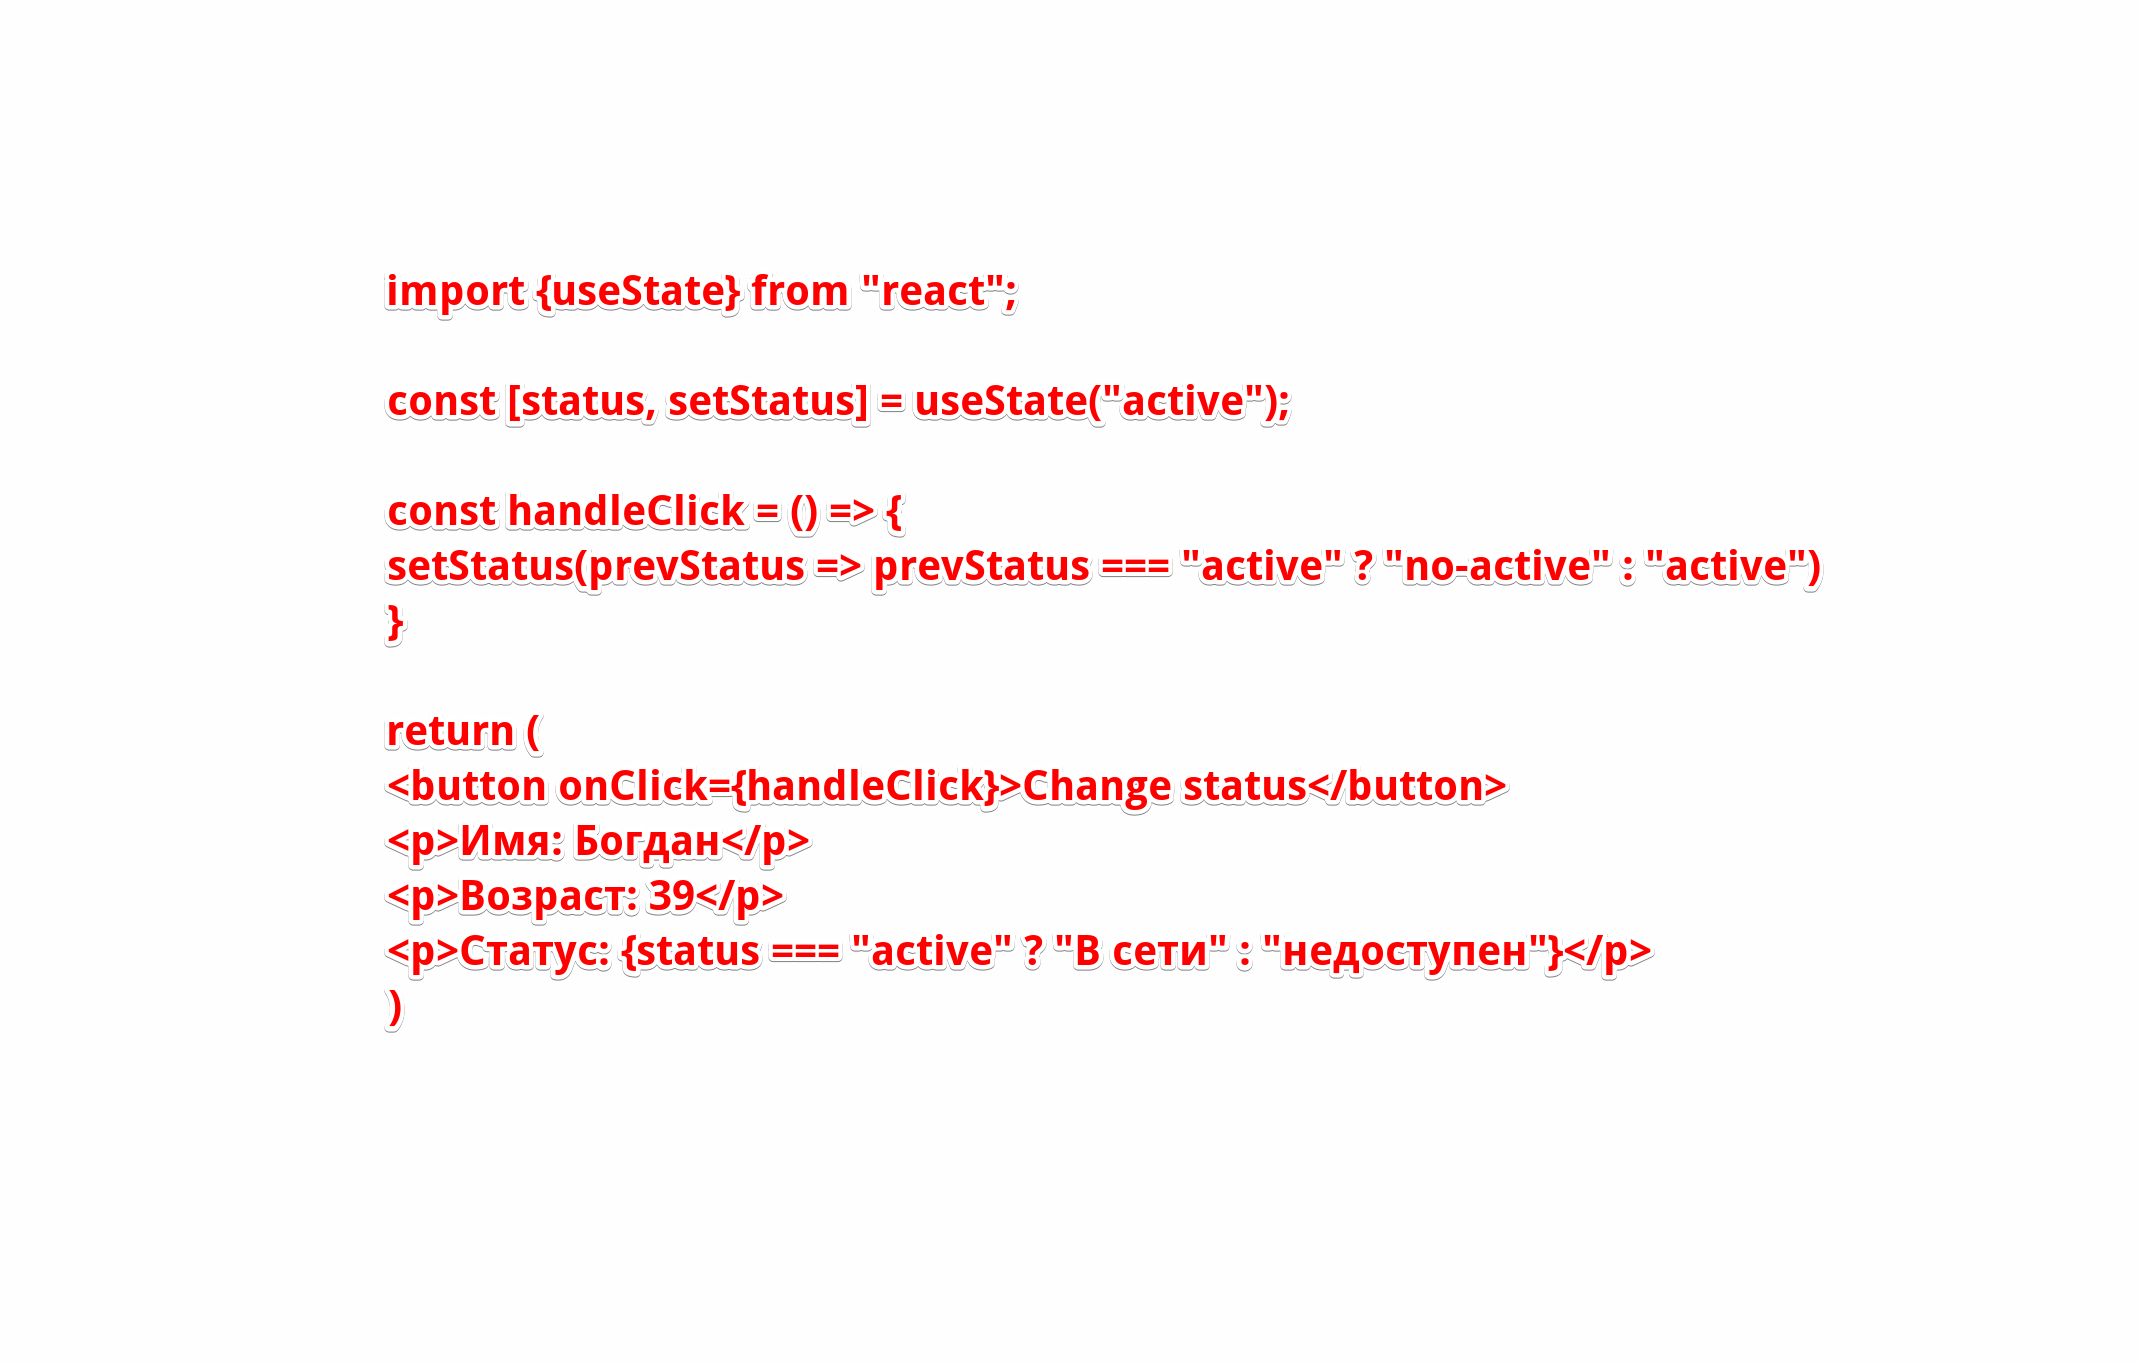 import {useState} from "react";
const [status, setStatus] = useState("active");
const handleClick = () => {
setStatus(prevStatus => prevStatus === "active" ? "no-active" : "active")
}
return (
<button onClick={handleClick}>Change status</button>
<p>Имя: Богдан</p>
<p>Возраст: 39</p>
<p>Статус: {status === "active" ? "В сети" : "недоступен"}</p>
)